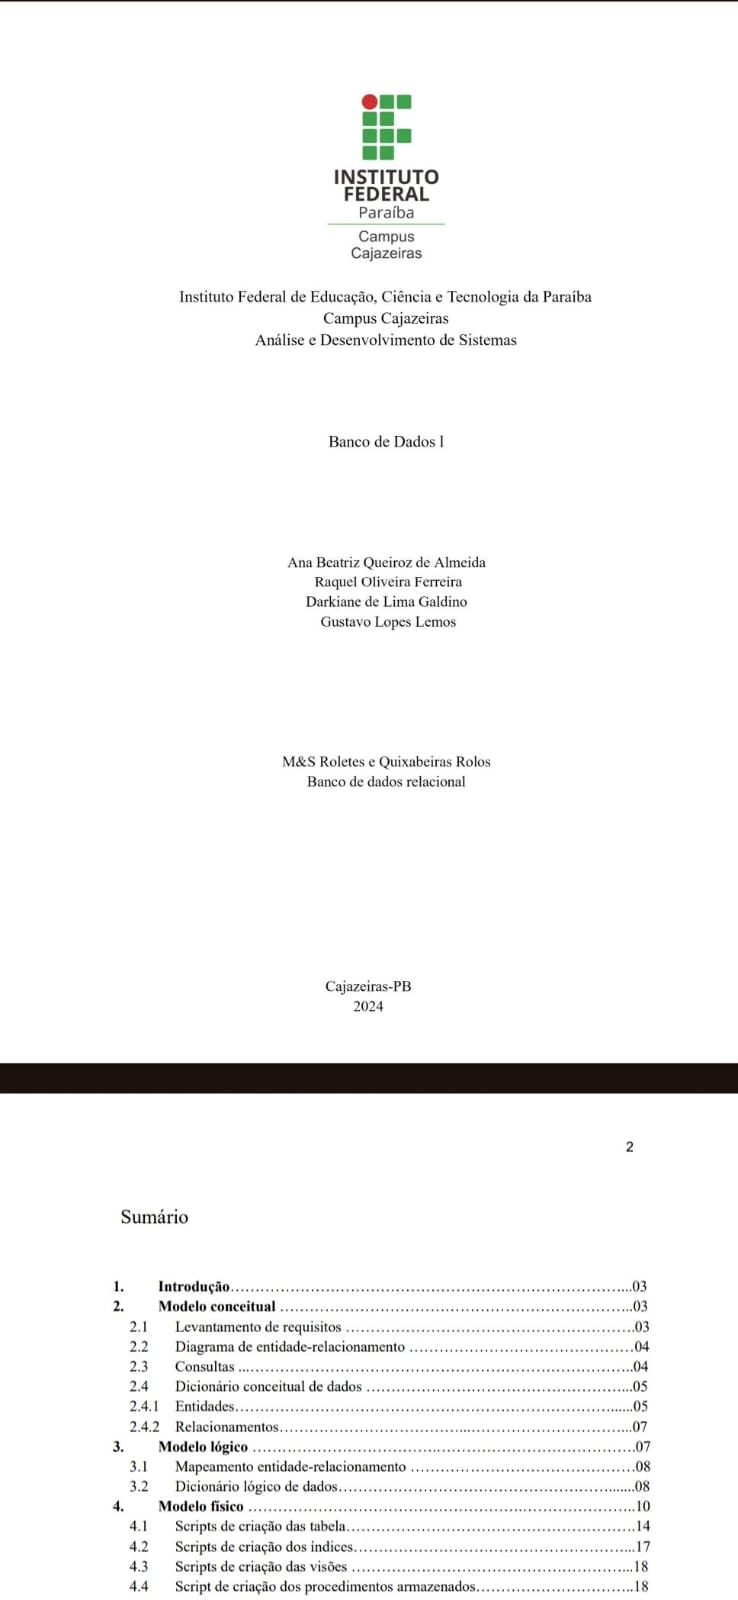 INSTITUTO
FEDERAL
Paraíba
Campus
Cajazeiras
Instituto Federal de Educação, Ciência e Tecnologia da Paraíba
Campus Cajazeiras
Análise e Desenvolvimento de Sistemas
Banco de Dados l
Ana Beatriz Queiroz de Almeida
Raquel Oliveira Ferreira
Darkiane de Lima Galdino
Gustavo Lopes Lemos
M&S Roletes e Quixabeiras Rolos
Banco de dados relacional
Cajazeiras-PB
2024
2
Sumário
1. Introdução..........03
2. Modelo conceitual ..........03
2.1 Levantamento de requisitos ..........03
2.2 Diagrama de entidade-relacionamento ..........04
2.3 Consultas ..........04
2.4 Dicionário conceitual de dados ..........05
2.4.1 Entidades..........05
2.4.2 Relacionamentos..........07
3. Modelo lógico ..........07
3.1 Mapeamento entidade-relacionamento ..........08
3.2 Dicionário lógico de dados..........08
4. Modelo físico ..........10
4.1 Scripts de criação das tabela..........14
4.2 Scripts de criação dos índices..........17
4.3 Scripts de criação das visões ..........18
4.4 Script de criação dos procedimentos armazenados..........18